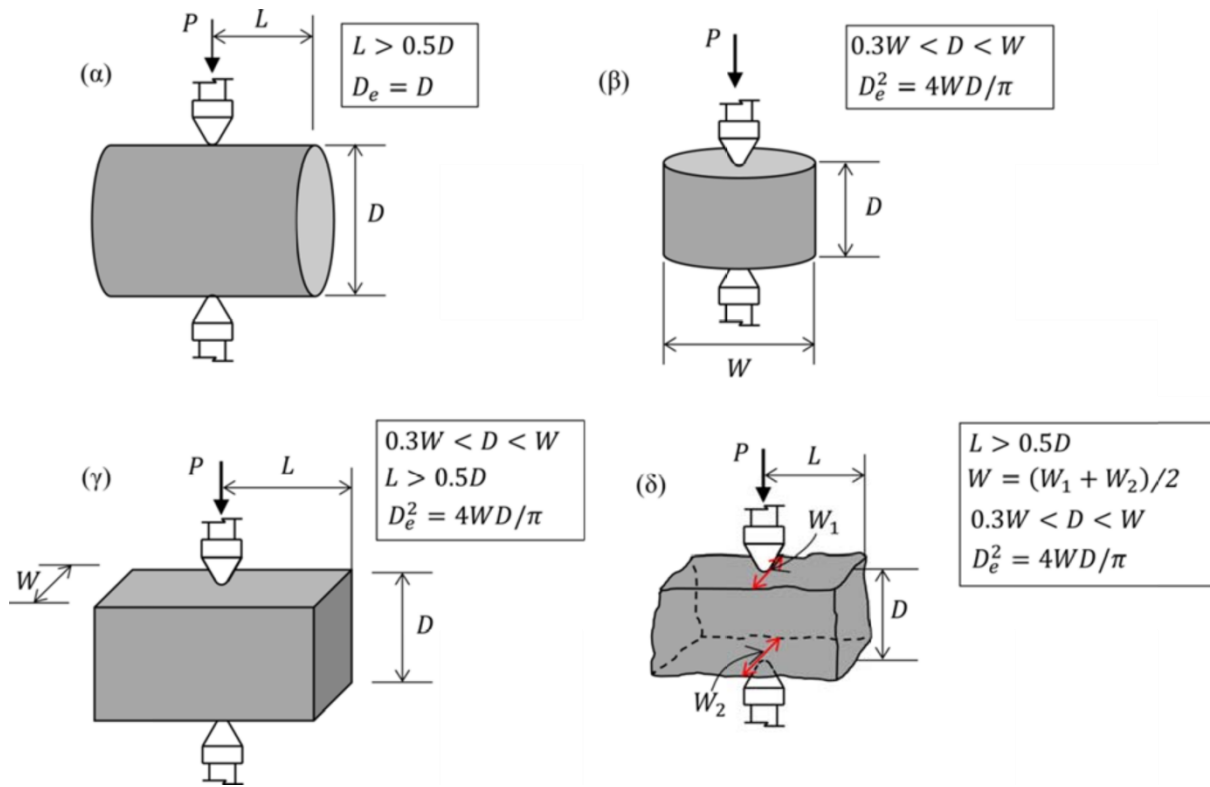 (α)
P
L
D
L > 0.5D
D_e = D
(β)
P
D
W
0.3W < D < W
D_e^2 = 4WD/π
(γ)
P
L
W
D
0.3W < D < W
L > 0.5D
D_e^2 = 4WD/π
(δ)
P
L
W_1
D
W_2
L > 0.5D
W = (W_1 + W_2)/2
0.3W < D < W
D_e^2 = 4WD/π